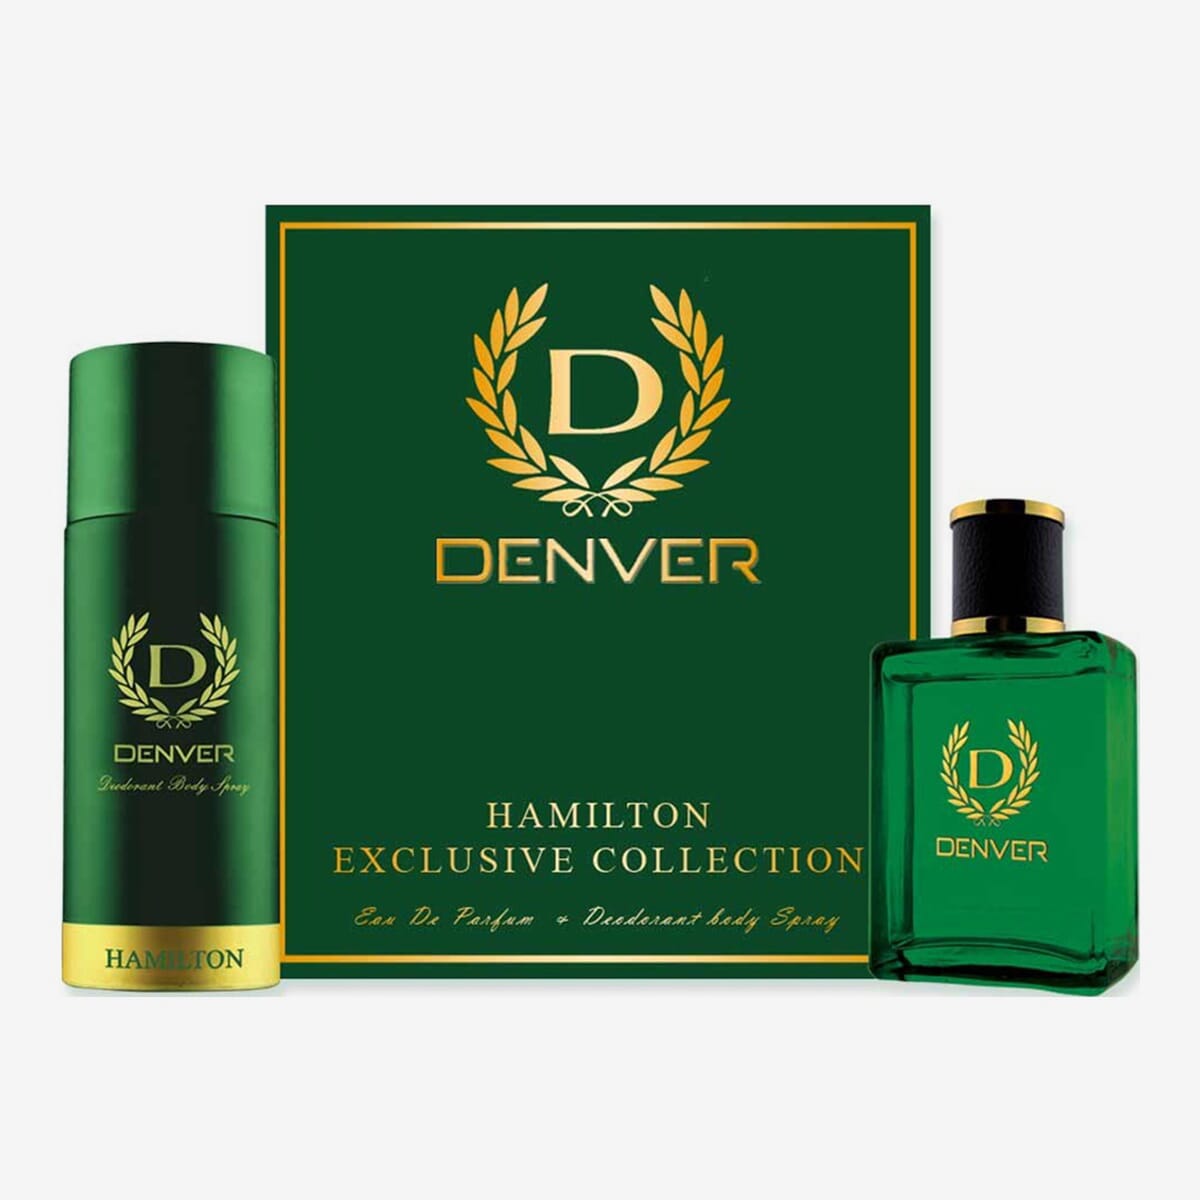 D
DENVER
HAMILTON
EXCLUSIVE COLLECTION
Eau De Parfum & Deodorant body Spray
D
DENVER
Deodorant Body Spray
HAMILTON
D
DENVER